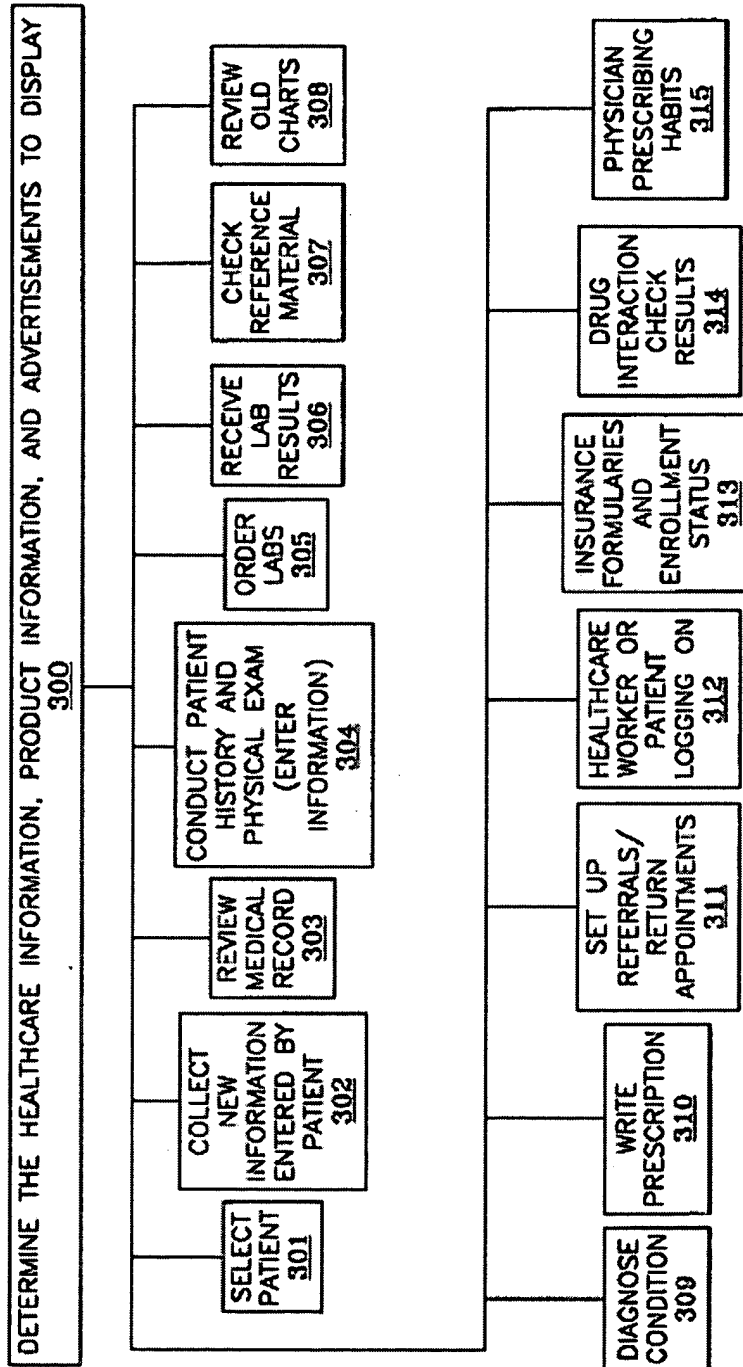 DETERMINE THE HEALTHCARE INFORMATION, PRODUCT INFORMATION, AND ADVERTISEMENTS TO DISPLAY
300
SELECT
PATIENT
301
COLLECT
NEW
INFORMATION
ENTERED BY
PATIENT
302
REVIEW
MEDICAL
RECORD
303
CONDUCT PATIENT
HISTORY AND
PHYSICAL EXAM
(ENTER
INFORMATION)
304
ORDER
LABS
305
RECEIVE
LAB
RESULTS
306
CHECK
REFERENCE
MATERIAL
307
REVIEW
OLD
CHARTS
308
DIAGNOSE
CONDITION
309
WRITE
PRESCRIPTION
310
SET UP
REFERRALS/
RETURN
APPOINTMENTS
311
HEALTHCARE
WORKER OR
PATIENT
LOGGING ON
312
INSURANCE
FORMULARIES
AND
ENROLLMENT
STATUS
313
DRUG
INTERACTION
CHECK
RESULTS
314
PHYSICIAN
PRESCRIBING
HABITS
315